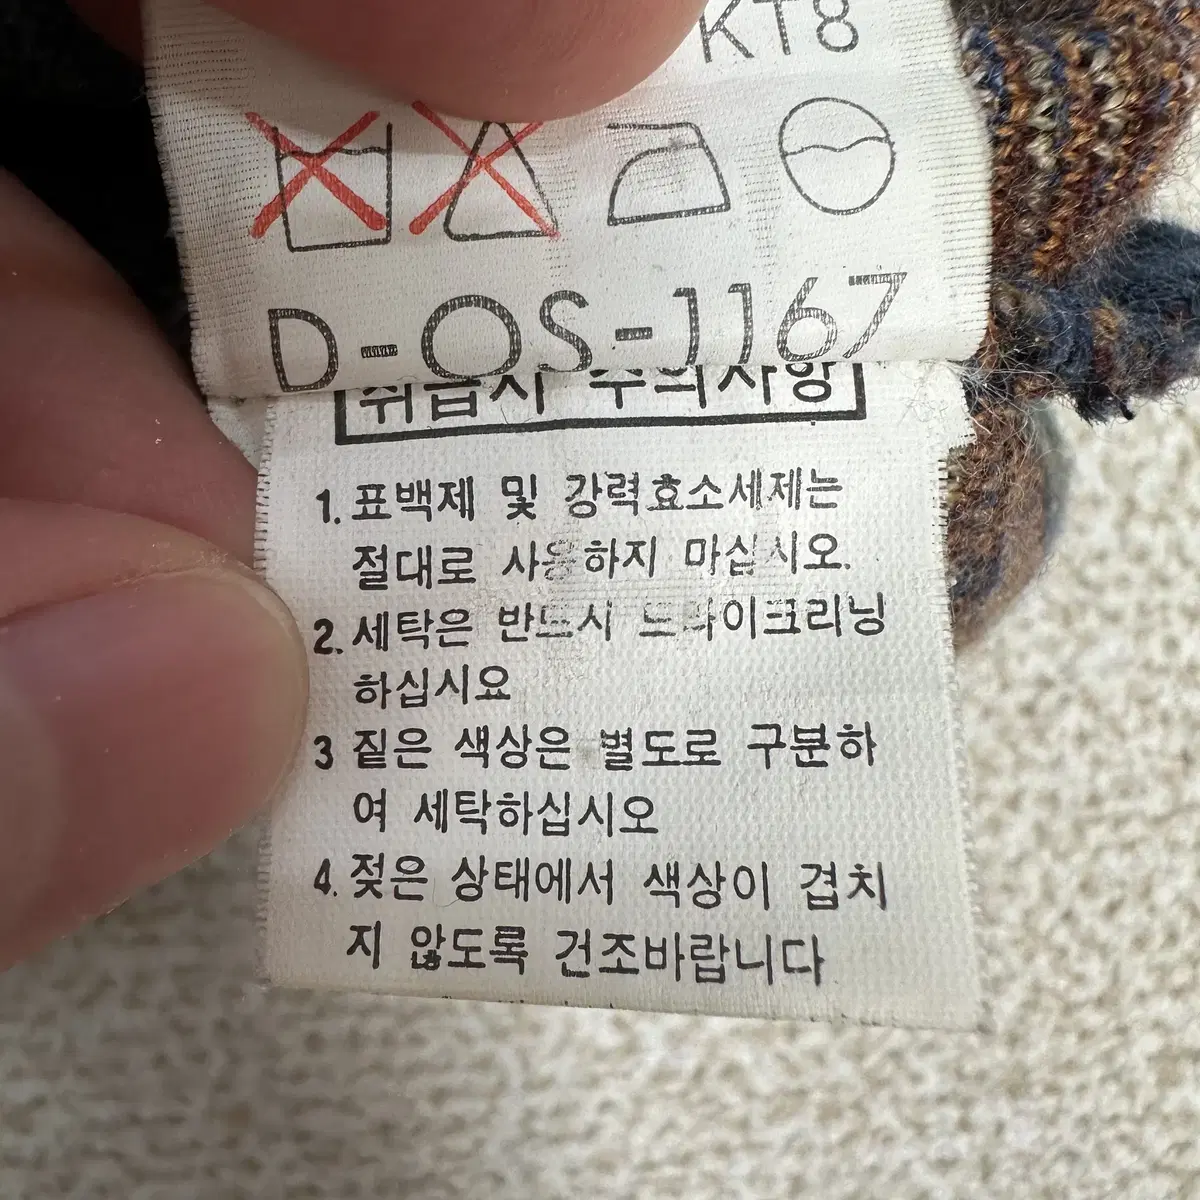 KT8
D-OS-1167
취급시 주의사항
1. 표백제 및 강력효소세제는
절대로 사용하지 마십시오.
2. 세탁은 반드시 드라이크리닝
하십시요
3 짙은 색상은 별도로 구분하
여 세탁하십시오
4. 젖은 상태에서 색상이 겹치
지 않도록 건조바랍니다